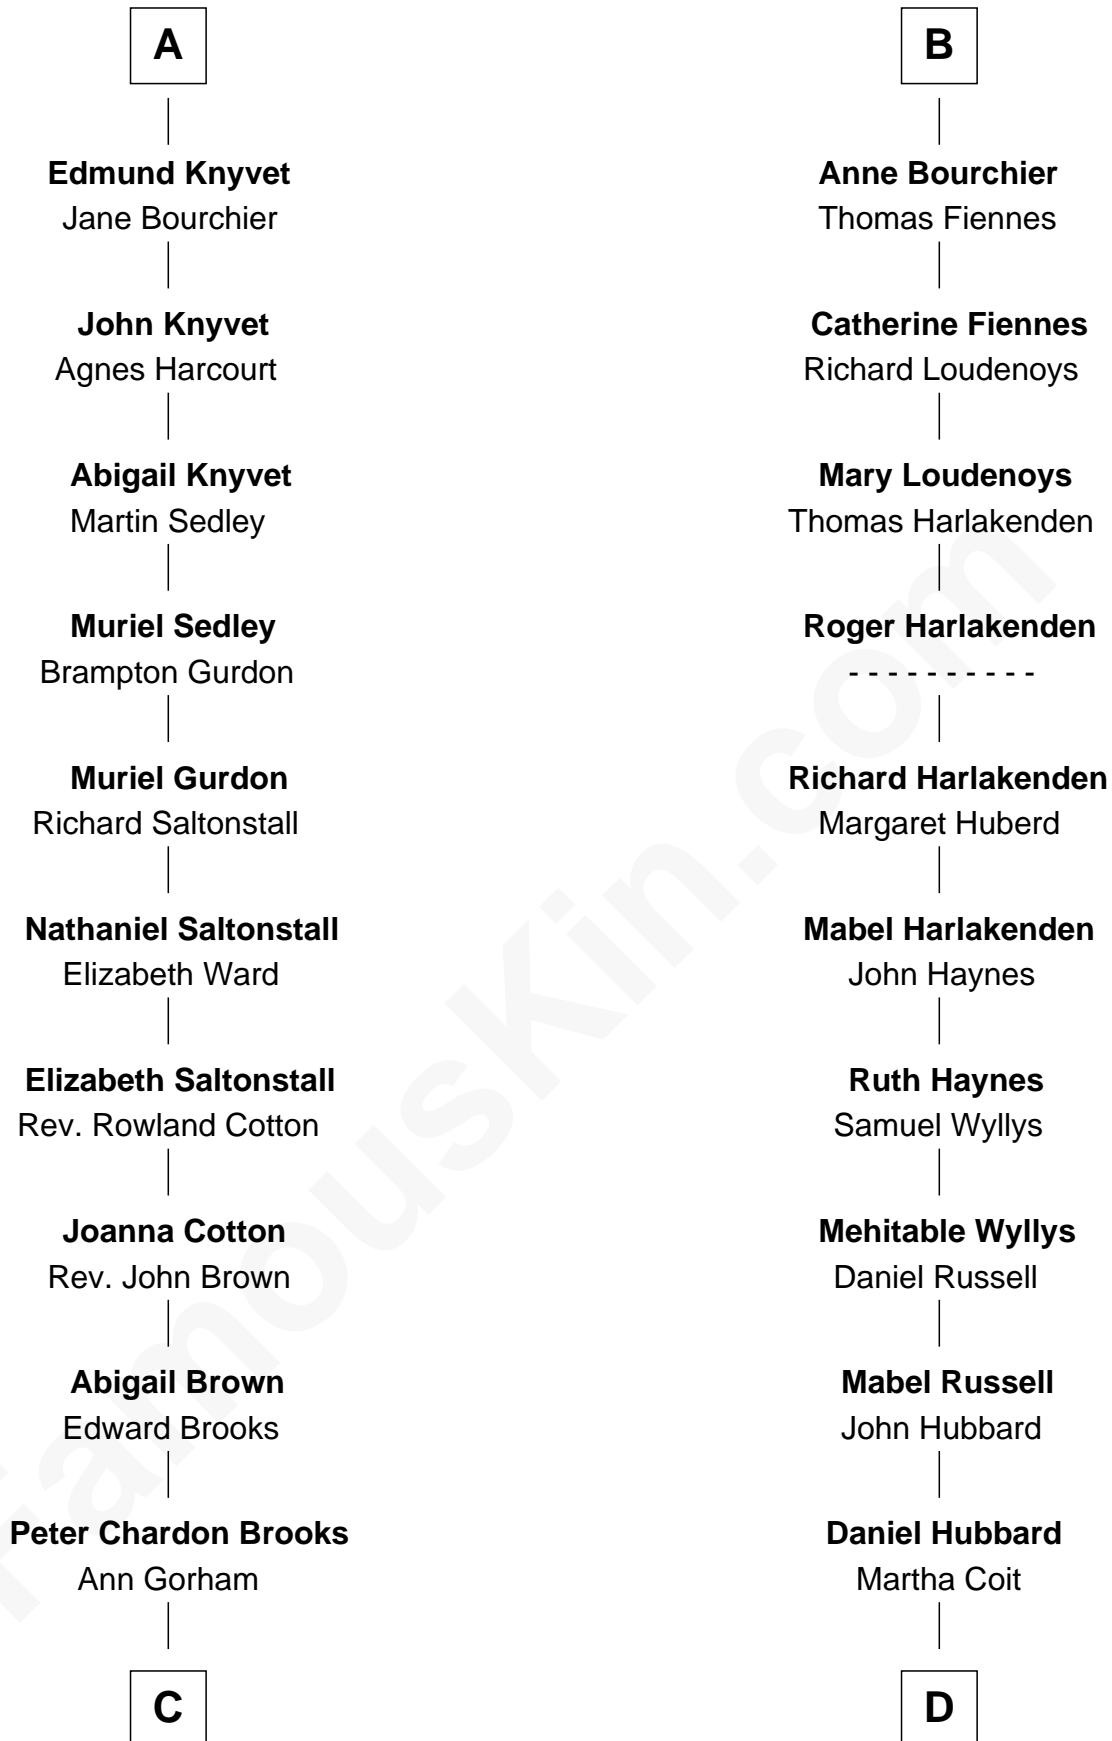 A
Edmund Knyvet
Jane Bourchier
John Knyvet
Agnes Harcourt
Abigail Knyvet
Martin Sedley
Muriel Sedley
Brampton Gurdon
Muriel Gurdon
Richard Saltonstall
Nathaniel Saltonstall
Elizabeth Ward
Elizabeth Saltonstall
Rev. Rowland Cotton
Joanna Cotton
Rev. John Brown
Abigail Brown
Edward Brooks
Peter Chardon Brooks
Ann Gorham
C
B
Anne Bourchier
Thomas Fiennes
Catherine Fiennes
Richard Loudenoys
Mary Loudenoys
Thomas Harlakenden
Roger Harlakenden
- - - - - - - - - -
Richard Harlakenden
Margaret Huberd
Mabel Harlakenden
John Haynes
Ruth Haynes
Samuel Wyllys
Mehitable Wyllys
Daniel Russell
Mabel Russell
John Hubbard
Daniel Hubbard
Martha Coit
D
FamousKin.com